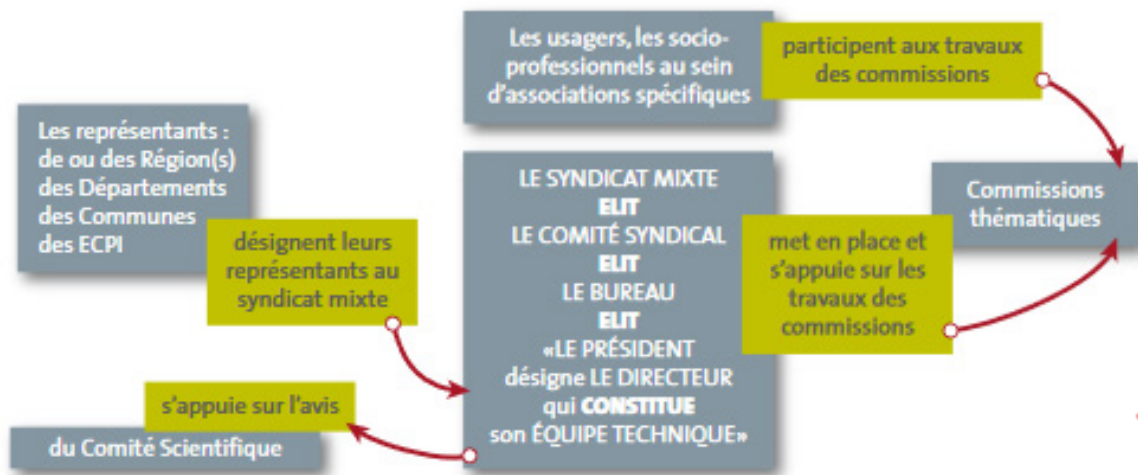 Les usagers, les socio-
professionnels au sein
d'associations spécifiques
participent aux travaux
des commissions
Les représentants :
de ou des Région(s)
des Départements
des Communes
des ECPI
désignent leurs
représentants au
syndicat mixte
LE SYNDICAT MIXTE
ELIT
LE COMITÉ SYNDICAL
ELIT
LE BUREAU
ELIT
«LE PRÉSIDENT
désigne LE DIRECTEUR
qui CONSTITUE
son ÉQUIPE TECHNIQUE»
met en place et
s'appuie sur les
travaux des
commissions
Commissions
thématiques
s'appuie sur l'avis
du Comité Scientifique